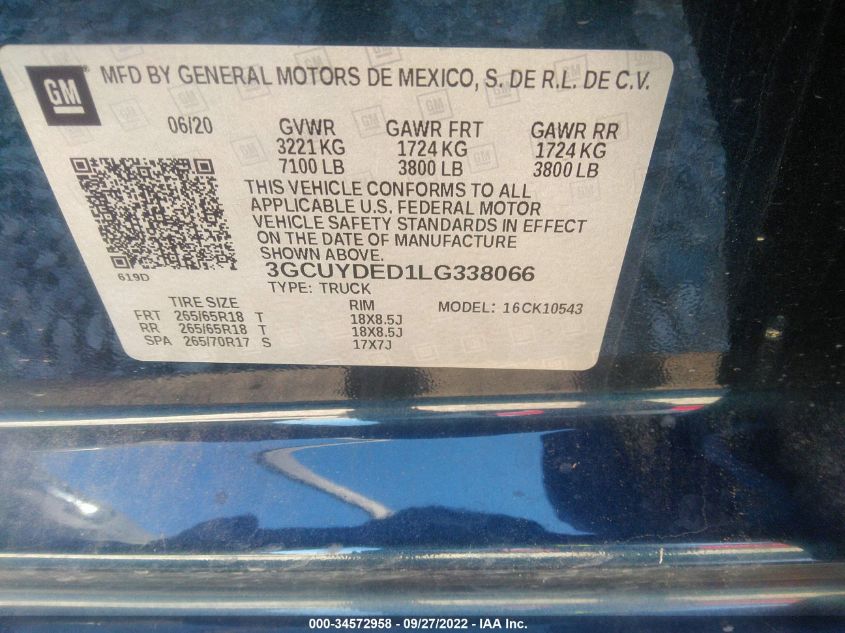 GM MFD BY GENERAL MOTORS DE MEXICO, S. DE R.L. DE C.V.
06/20 GVWR GAWR FRT GAWR RR
3221 KG 1724 KG 1724 KG
7100 LB 3800 LB 3800 LB
THIS VEHICLE CONFORMS TO ALL
APPLICABLE U.S. FEDERAL MOTOR
VEHICLE SAFETY STANDARDS IN EFFECT
ON THE DATE OF MANUFACTURE
SHOWN ABOVE.
619D 3GCUYDED1LG338066
TYPE: TRUCK
TIRE SIZE RIM MODEL: 16CK10543
FRT 265/65R18 T 18X8.5J
RR 265/65R18 T 18X8.5J
SPA 265/70R17 S 17X7J
000-34572958 - 09/27/2022 - IAA Inc.